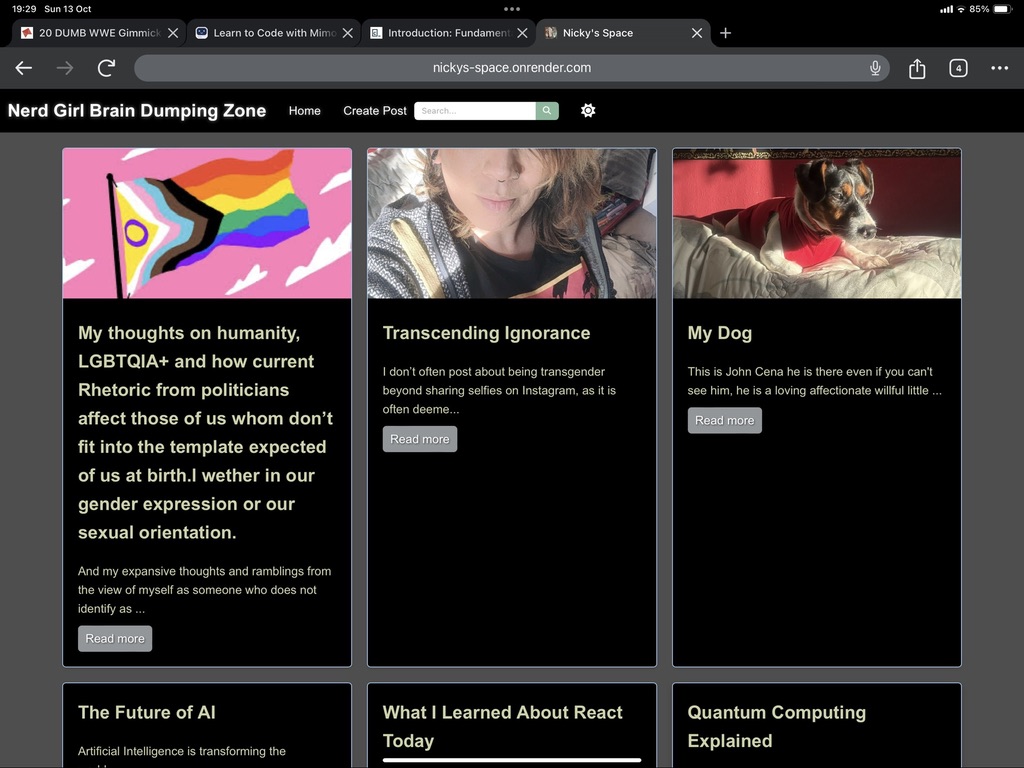 19:29 Sun 13 Oct
85%
20 DUMB WWE Gimmick
Learn to Code with Mimo
Introduction: Fundament
Nicky's Space
nickys-space.onrender.com
4
Nerd Girl Brain Dumping Zone
Home
Create Post
Search...
My thoughts on humanity,
LGBTQIA+ and how current
Rhetoric from politicians
affect those of us whom don’t
fit into the template expected
of us at birth.I wether in our
gender expression or our
sexual orientation.
And my expansive thoughts and ramblings from
the view of myself as someone who does not
identify as ...
Read more
Transcending Ignorance
I don’t often post about being transgender
beyond sharing selfies on Instagram, as it is
often deeme...
Read more
My Dog
This is John Cena he is there even if you can't
see him, he is a loving affectionate willful little ...
Read more
The Future of AI
Artificial Intelligence is transforming the
What I Learned About React
Today
Quantum Computing
Explained